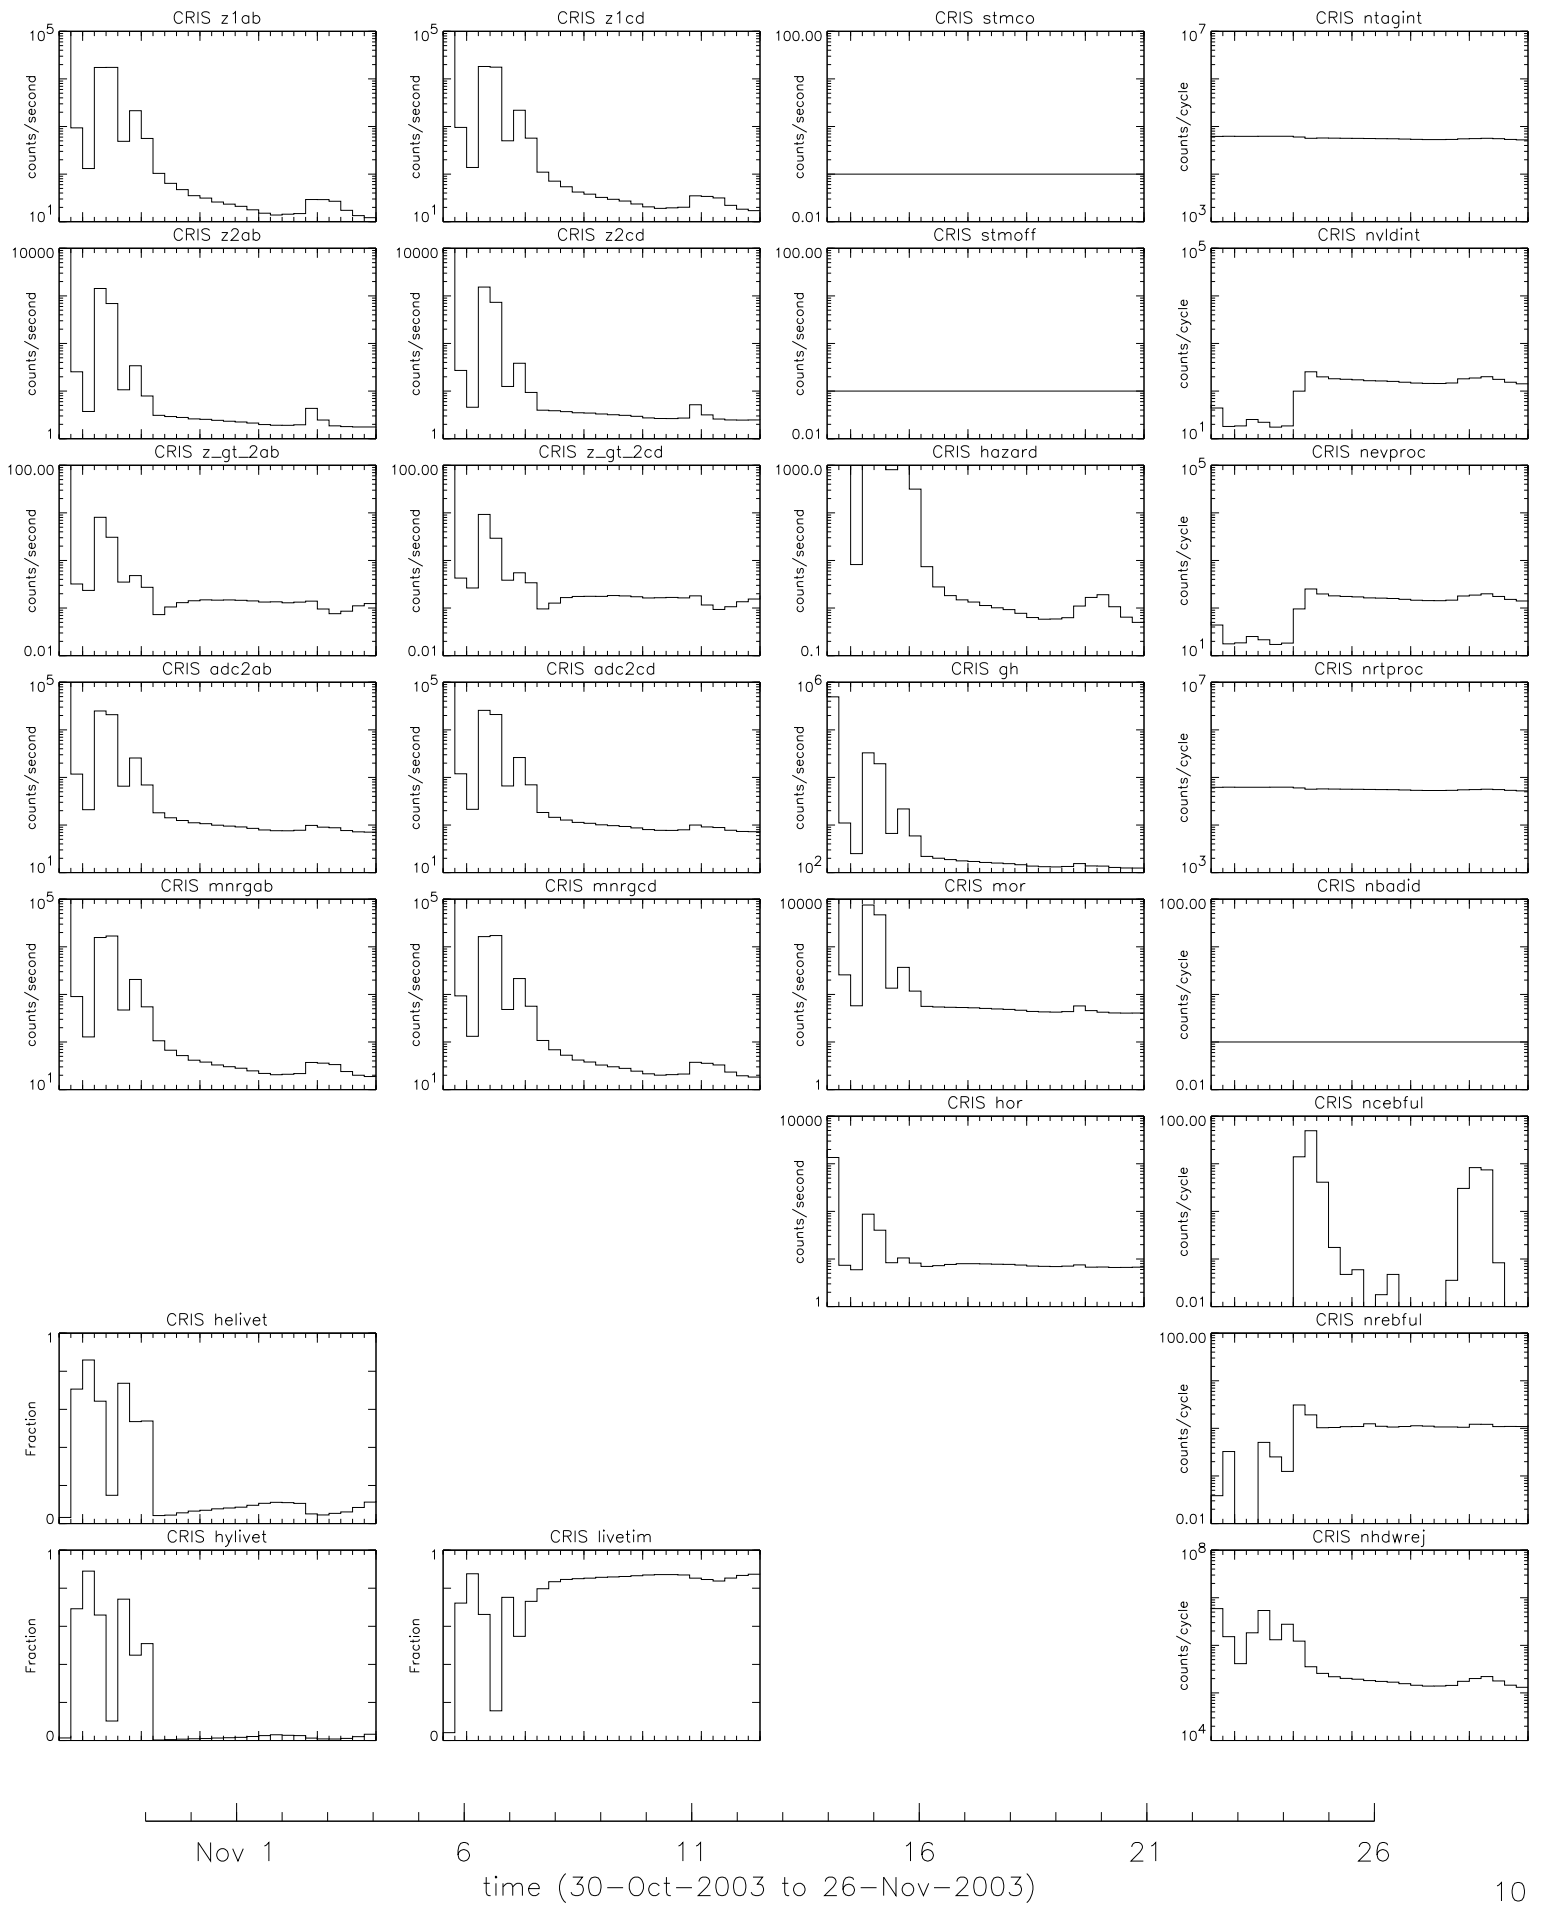 CRIS z1ab CRIS z1cd CRIS stmco CRIS ntagint
10^5 10^5 100.00 10^7
counts/second counts/second counts/second counts/cycle
10^1 10^1 0.01 10^3
CRIS z2ab CRIS z2cd CRIS stmoff CRIS nvldint
10000 10000 100.00 10^5
counts/second counts/second counts/second counts/cycle
1 1 0.01 10^1
CRIS z_gt_2ab CRIS z_gt_2cd CRIS hazard CRIS nevproc
100.00 100.00 1000.0 10^5
counts/second counts/second counts/second counts/cycle
0.01 0.01 0.1 10^1
CRIS adc2ab CRIS adc2cd CRIS gh CRIS nrtproc
10^5 10^5 10^6 10^7
counts/second counts/second counts/second counts/cycle
10^1 10^1 10^2 10^3
CRIS mnrgab CRIS mnrgcd CRIS mor CRIS nbadid
10^5 10^5 10000 100.00
counts/second counts/second counts/second counts/cycle
10^1 10^1 1 0.01
CRIS hor CRIS ncebful
10000 100.00
counts/second counts/cycle
1 0.01
CRIS helivet CRIS nrebful
1 100.00
Fraction counts/cycle
0 0.01
CRIS hylivet CRIS livetim CRIS nhdwrej
1 1 10^8
Fraction Fraction counts/cycle
0 0 10^4
Nov 1 6 11 16 21 26
time (30-Oct-2003 to 26-Nov-2003)
10